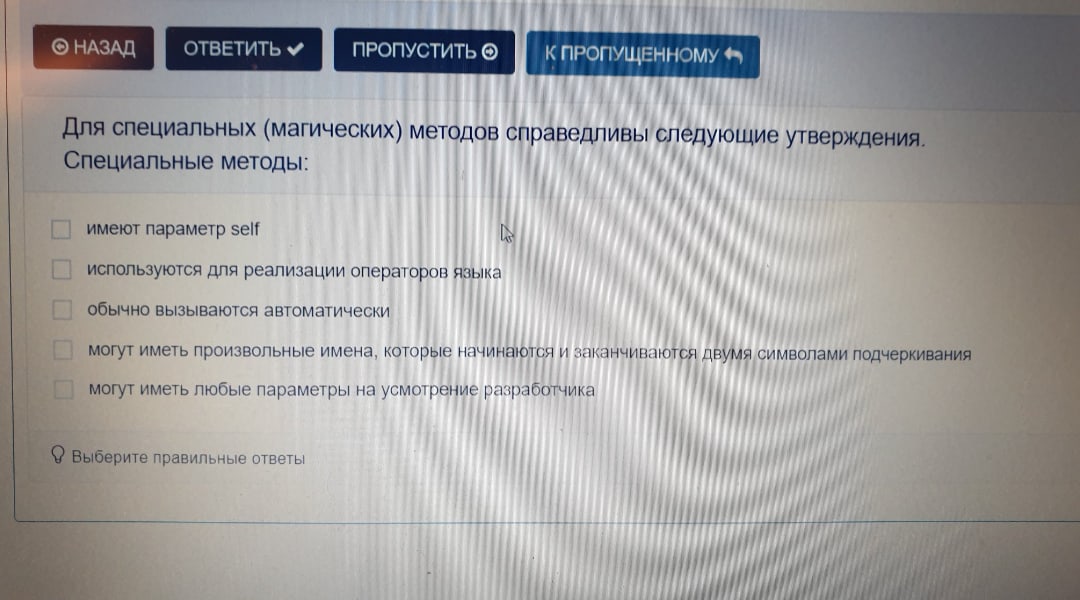 НАЗАД ОТВЕТИТЬ ПРОПУСТИТЬ К ПРОПУЩЕННОМУ
Для специальных (магических) методов справедливы следующие утверждения.
Специальные методы:
имеют параметр self
используются для реализации операторов языка
обычно вызываются автоматически
могут иметь произвольные имена, которые начинаются и заканчиваются двумя символами подчеркивания
могут иметь любые параметры на усмотрение разработчика
Выберите правильные ответы